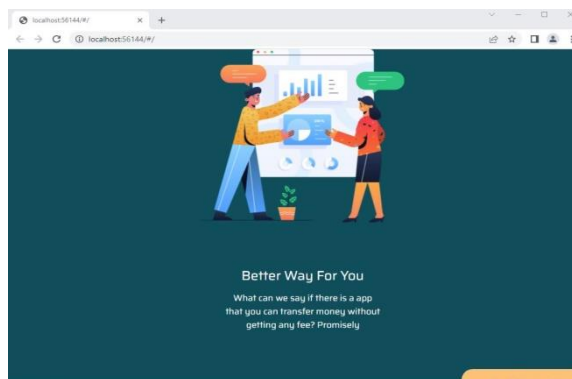 localhost:56144/#/
localhost:56144/#/
Better Way For You
What can we say if there is a app
that you can transfer money without
getting any fee? Promisely